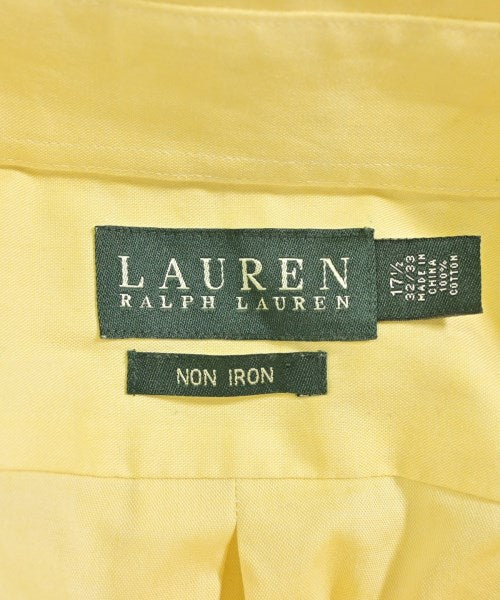 LAUREN
RALPH LAUREN
NON IRON
17½
32/33
MADE IN
CHINA
100%
COTTON